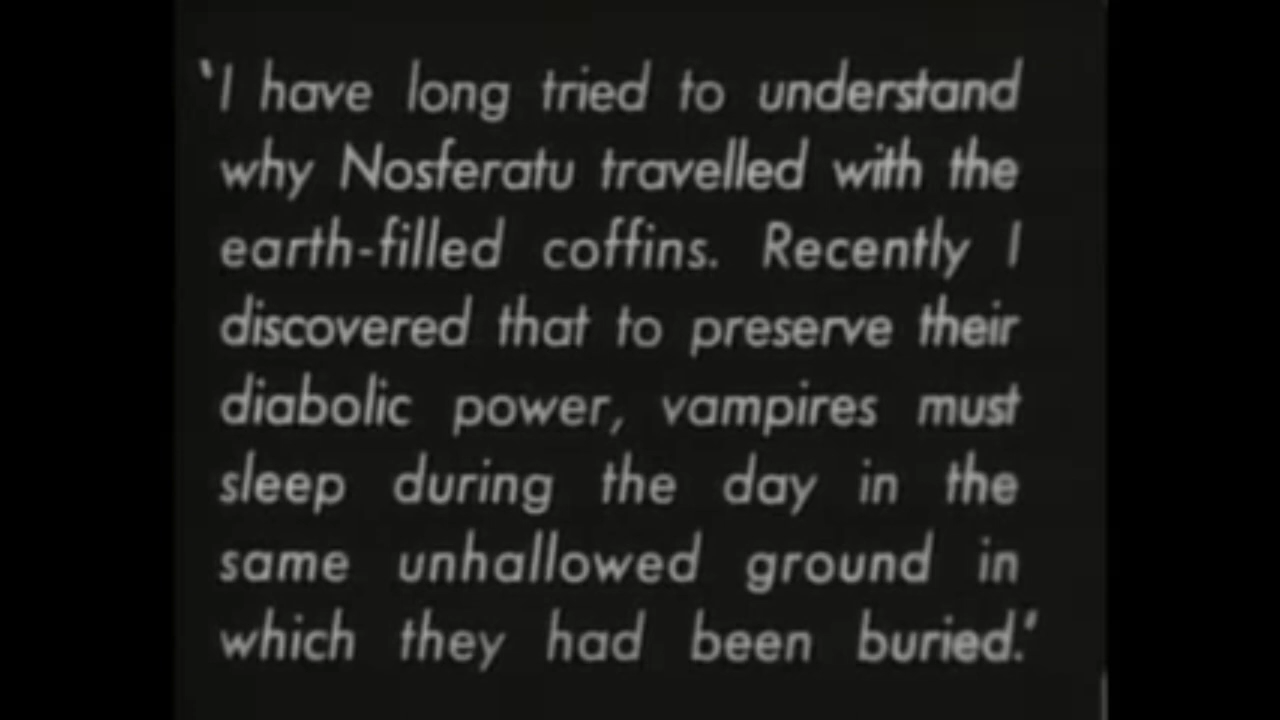 'I have long tried to understand
why Nosferatu travelled with the
earth-filled coffins. Recently I
discovered that to preserve their
diabolic power, vampires must
sleep during the day in the
same unhallowed ground in
which they had been buried.'